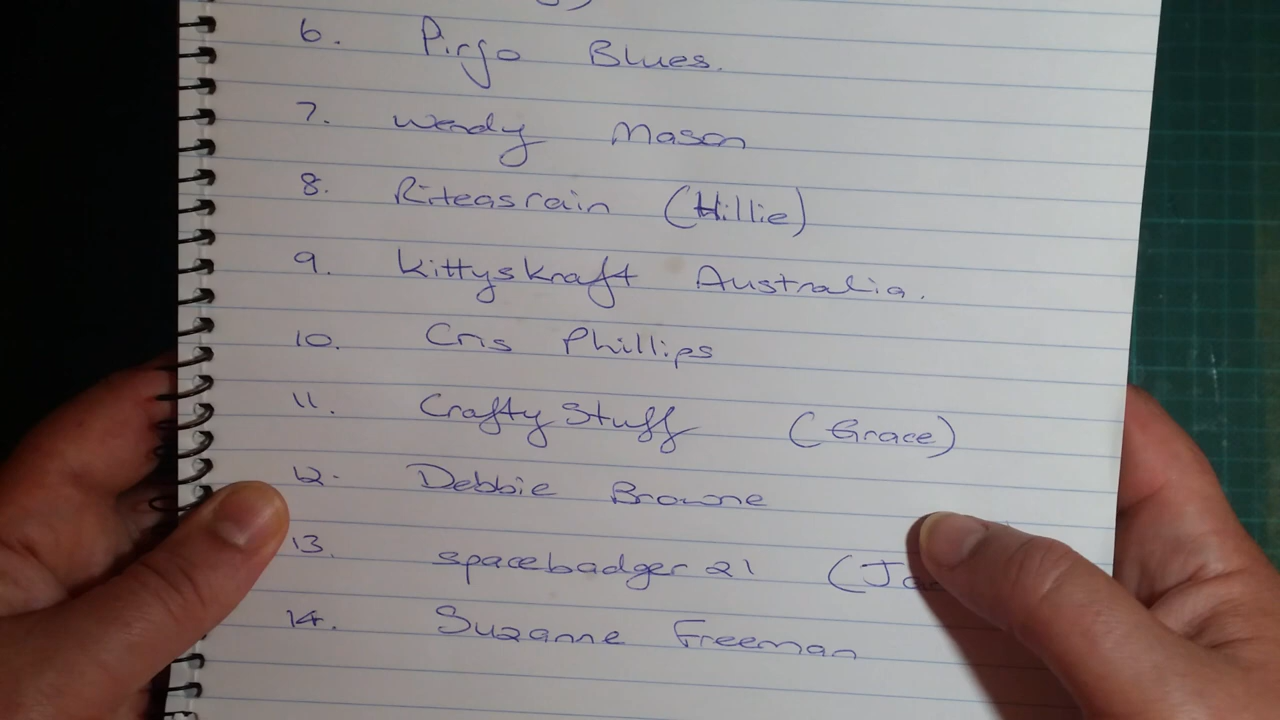 6. Pirjo Blues.
7. Wendy Mason
8. Riteasrain (Hillie)
9. Kittyskraft Australia.
10. Cris Phillips
11. Crafty Stuff (Grace)
12. Debbie Browne
13. spacebadger21 (Ja
14. Suzanne Freeman